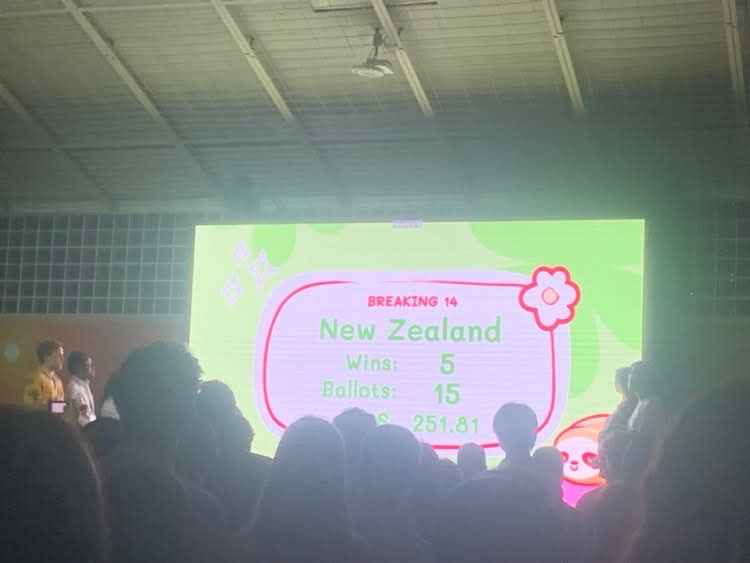 BREAKING 14
New Zealand
Wins: 5
Ballots: 15
251.81